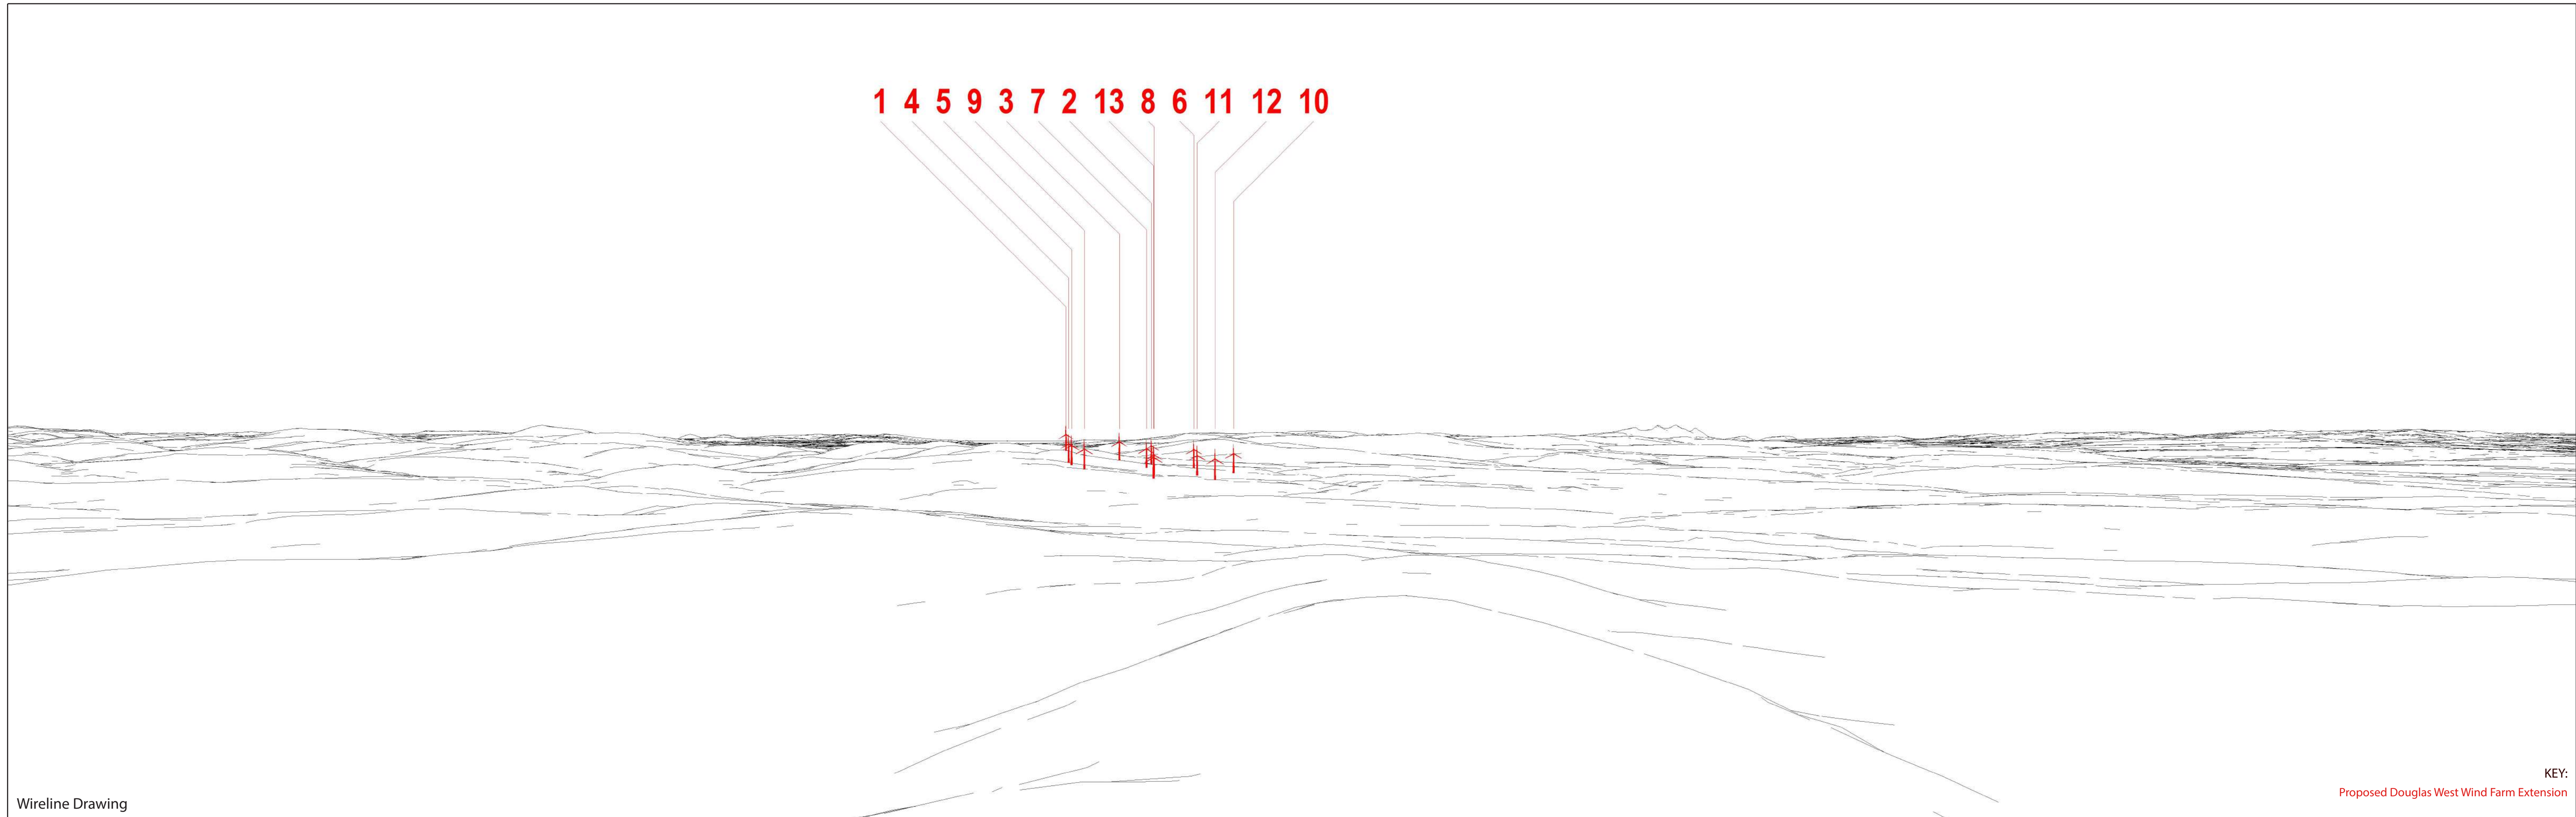 1 4 5 9 3 7 2 13 8 6 11 12 10
KEY:
Proposed Douglas West Wind Farm Extension
Wireline Drawing